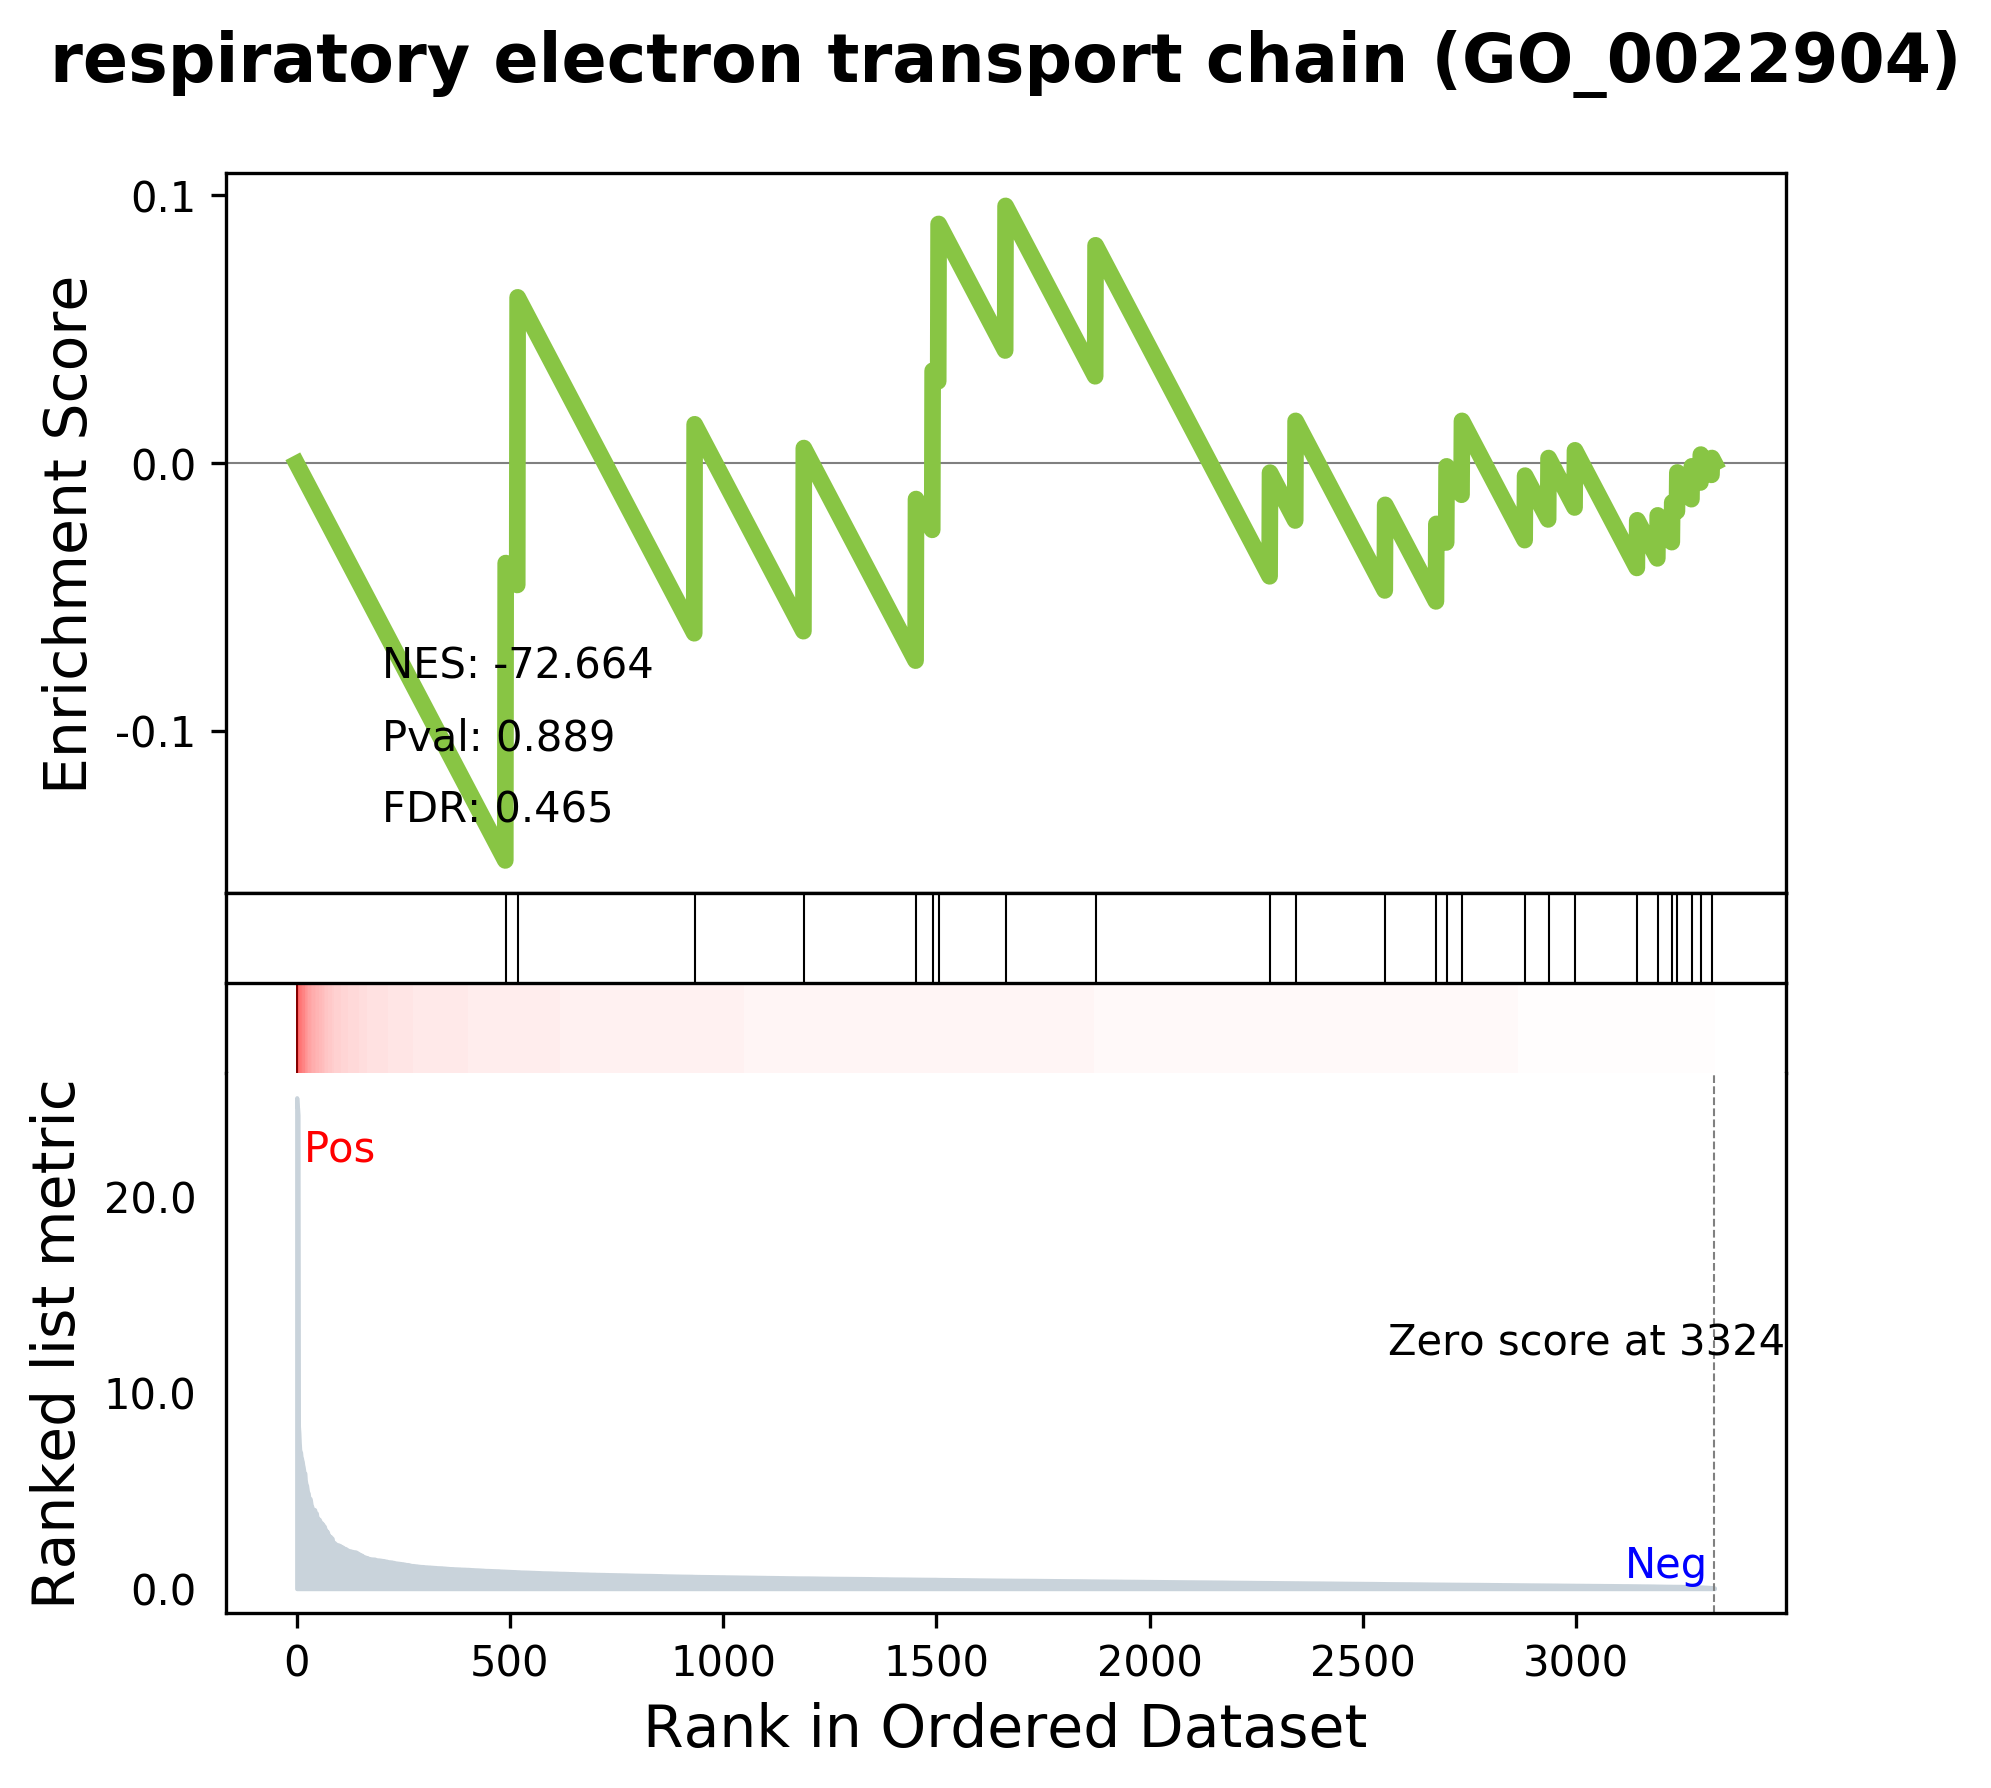 respiratory electron transport chain (GO_0022904)
Enrichment Score
0.1
0.0
-0.1
NES: -72.664
Pval: 0.889
FDR: 0.465
Ranked list metric
Pos
20.0
10.0
0.0
Zero score at 3324
Neg
0 500 1000 1500 2000 2500 3000
Rank in Ordered Dataset